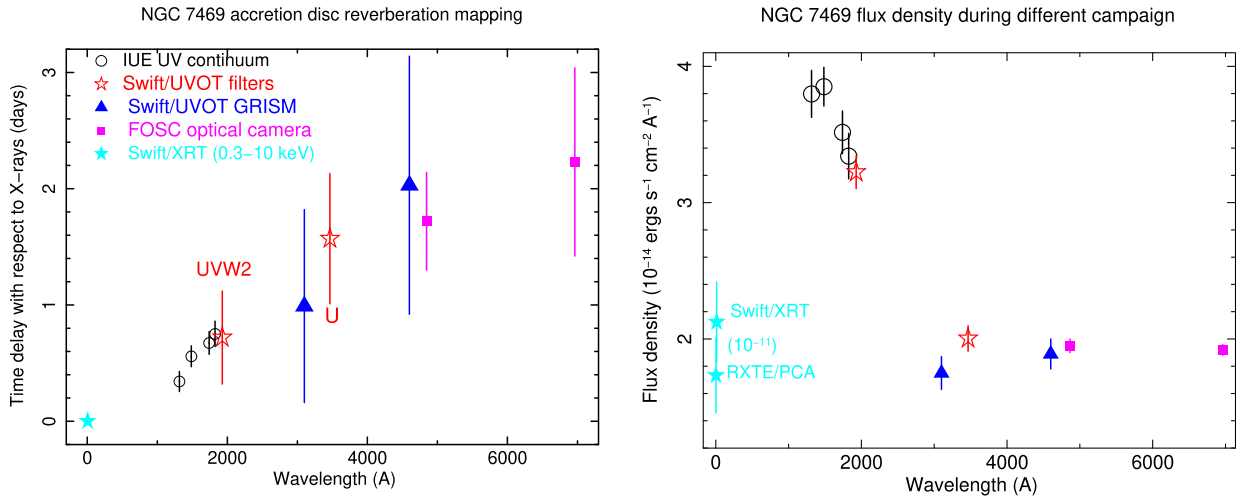 NGC 7469 accretion disc reverberation mapping
Time delay with respect to X−rays (days)
3
2
1
0
IUE UV continuum
Swift/UVOT filters
Swift/UVOT GRISM
FOSC optical camera
Swift/XRT (0.3−10 keV)
UVW2
U
0 2000 4000 6000
Wavelength (A)
NGC 7469 flux density during different campaign
Flux density (10⁻¹⁴ ergs s⁻¹ cm⁻² A⁻¹)
4
3
2
Swift/XRT
(10⁻¹¹)
RXTE/PCA
0 2000 4000 6000
Wavelength (A)